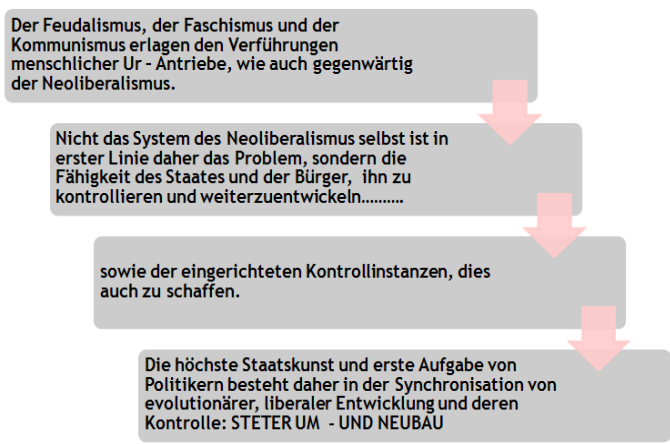 Der Feudalismus, der Faschismus und der
Kommunismus erlagen den Verführungen
menschlicher Ur – Antriebe, wie auch gegenwärtig
der Neoliberalismus.
Nicht das System des Neoliberalismus selbst ist in
erster Linie daher das Problem, sondern die
Fähigkeit des Staates und der Bürger, ihn zu
kontrollieren und weiterzuentwickeln……….
sowie der eingerichteten Kontrollinstanzen, dies
auch zu schaffen.
Die höchste Staatskunst und erste Aufgabe von
Politikern besteht daher in der Synchronisation von
evolutionärer, liberaler Entwicklung und deren
Kontrolle: STETER UM - UND NEUBAU